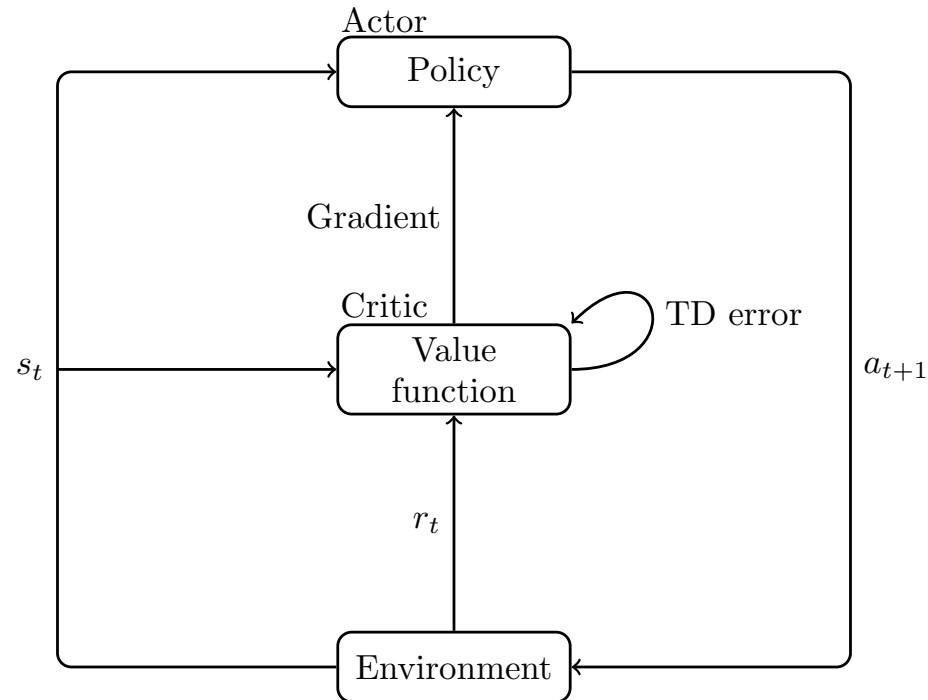 Actor
Policy
Gradient
Critic
Value
function
TD error
s_t
a_{t+1}
r_t
Environment